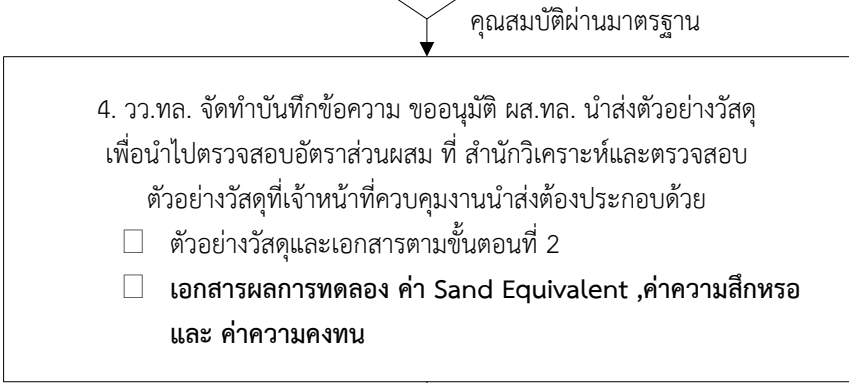 คุณสมบัติผ่านมาตรฐาน
4. วว.ทล. จัดทำบันทึกข้อความ ขออนุมัติ ผส.ทล. นำส่งตัวอย่างวัสดุ
เพื่อนำไปตรวจสอบอัตราส่วนผสม ที่ สำนักวิเคราะห์และตรวจสอบ
ตัวอย่างวัสดุที่เจ้าหน้าที่ควบคุมงานนำส่งต้องประกอบด้วย
ตัวอย่างวัสดุและเอกสารตามขั้นตอนที่ 2
เอกสารผลการทดลอง ค่า Sand Equivalent ,ค่าความสึกหรอ
และ ค่าความคงทน